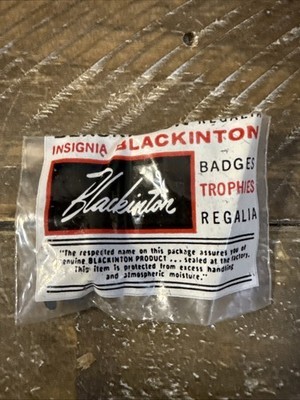 REGALIA
INSIGNIA BLACKINTON
Blackinton
BADGES
TROPHIES
REGALIA
"The respected name on this package assures you of
genuine BLACKINTON PRODUCT ... sealed at the factory.
This item is protected from excess handling
and atmospheric moisture."